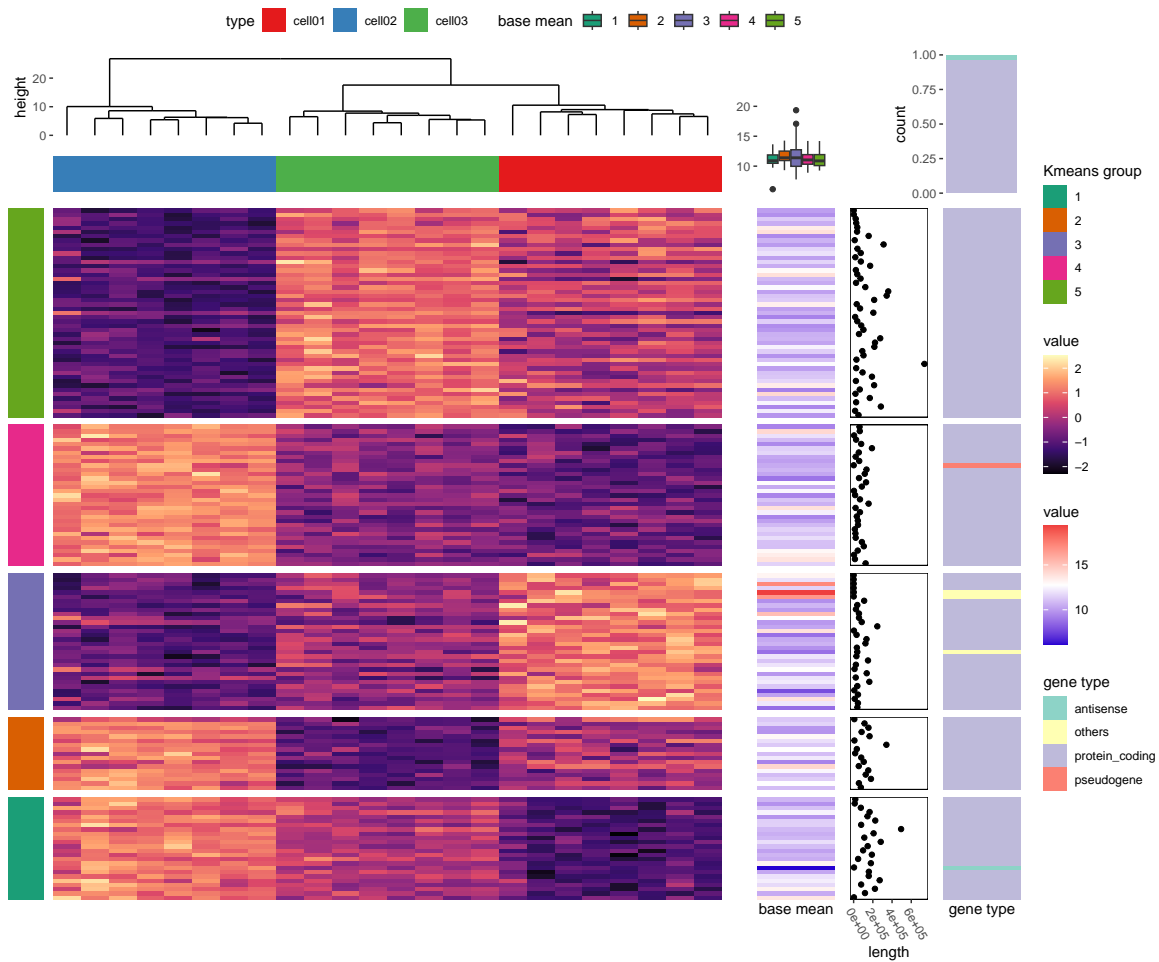 type cell01 cell02 cell03 base mean 1 2 3 4 5
height
20
0
20
15
10
count
1.00
0.75
0.50
0.25
0.00
Kmeans group
1
2
3
4
5
value
2
1
0
−1
−2
value
15
10
gene type
antisense
others
protein_coding
pseudogene
base mean
0e+00
2e+05
4e+05
6e+05
length
gene type